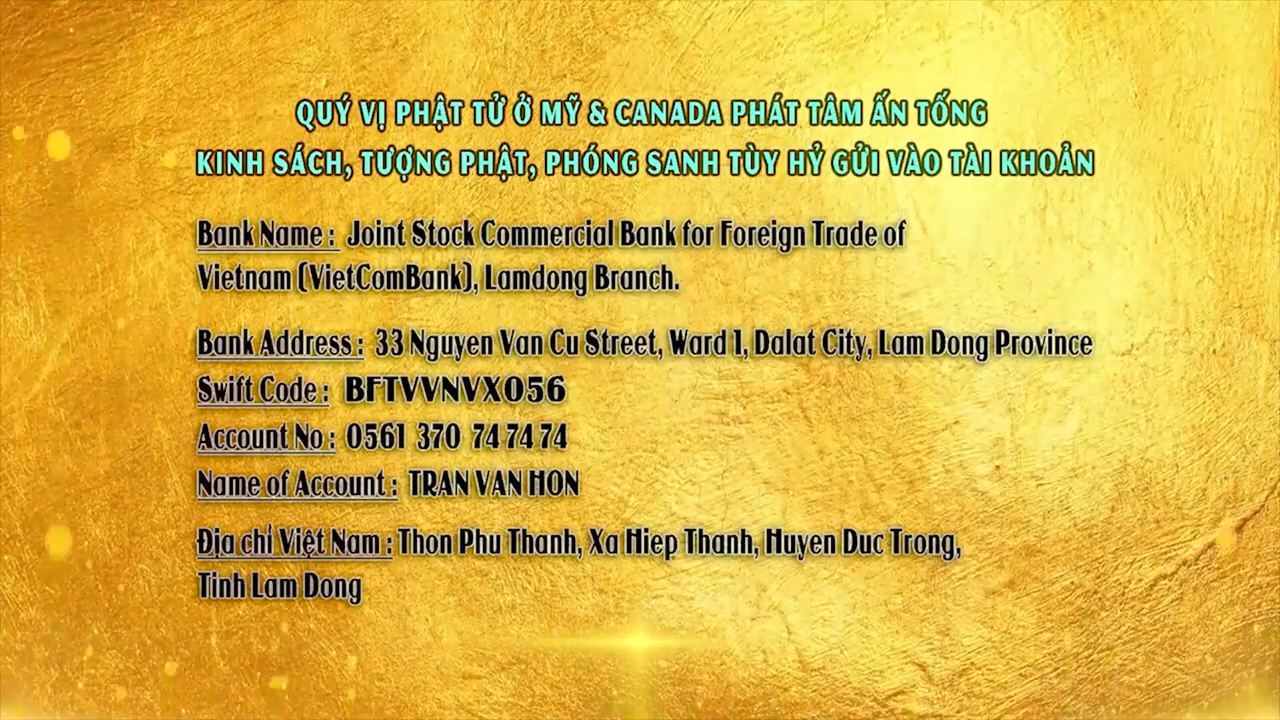 QUÝ VỊ PHẬT TỬ Ở MỸ & CANADA PHÁT TÂM ẤN TỐNG
KINH SÁCH, TƯỢNG PHẬT, PHÓNG SANH TÙY HỶ GỬI VÀO TÀI KHOẢN
Bank Name : Joint Stock Commercial Bank for Foreign Trade of
Vietnam (VietComBank), Lamdong Branch.
Bank Address : 33 Nguyen Van Cu Street, Ward 1, Dalat City, Lam Dong Province
Swift Code : BFTVVNVX056
Account No : 0561 370 74 74 74
Name of Account : TRAN VAN HON
Địa chỉ Việt Nam : Thon Phu Thanh, Xa Hiep Thanh, Huyen Duc Trong,
Tinh Lam Dong